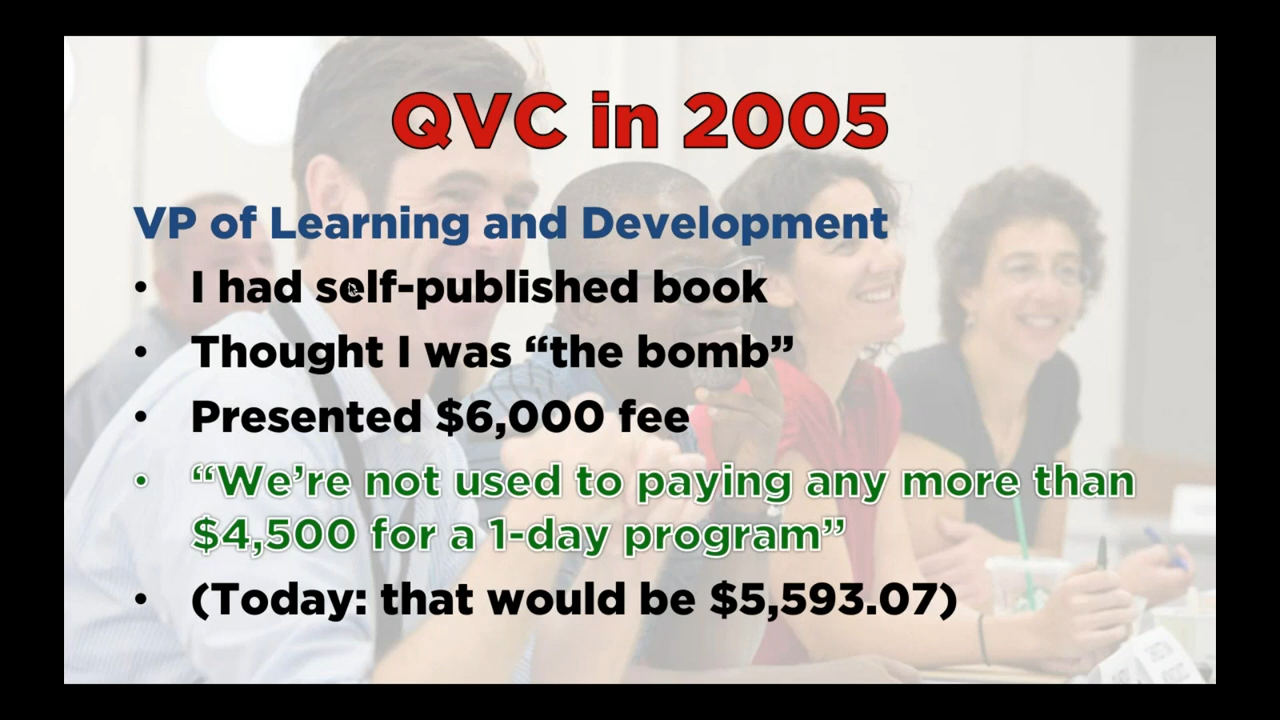 QVC in 2005
VP of Learning and Development
• I had self-published book
• Thought I was “the bomb”
• Presented $6,000 fee
• “We’re not used to paying any more than
$4,500 for a 1-day program”
• (Today: that would be $5,593.07)